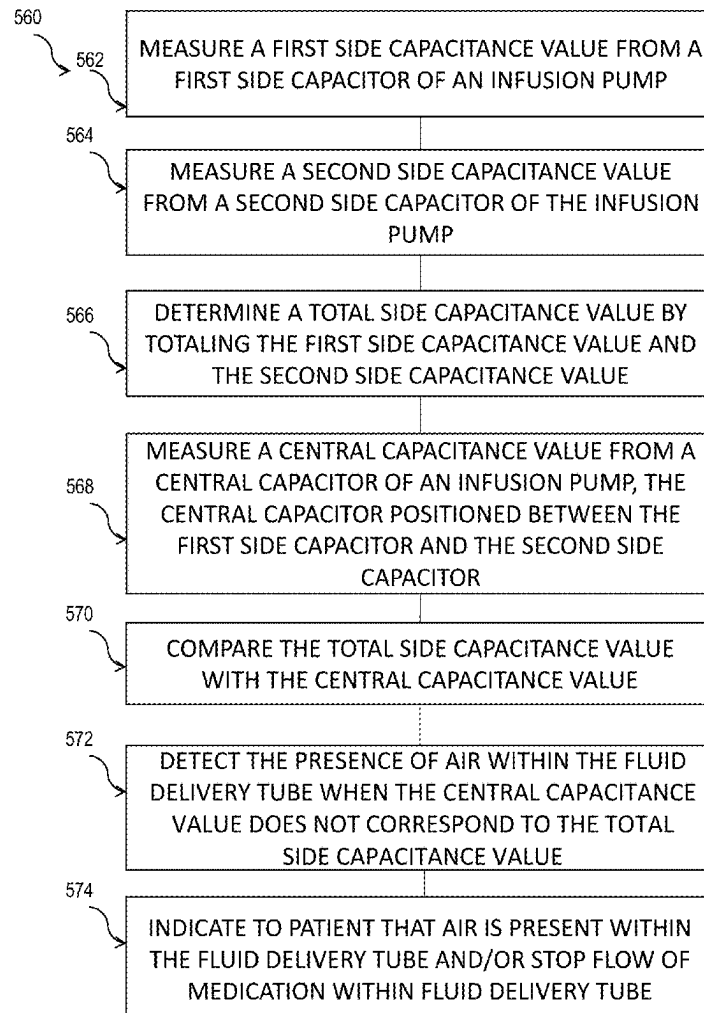 560
562
MEASURE A FIRST SIDE CAPACITANCE VALUE FROM A
FIRST SIDE CAPACITOR OF AN INFUSION PUMP
564
MEASURE A SECOND SIDE CAPACITANCE VALUE
FROM A SECOND SIDE CAPACITOR OF THE INFUSION
PUMP
566
DETERMINE A TOTAL SIDE CAPACITANCE VALUE BY
TOTALING THE FIRST SIDE CAPACITANCE VALUE AND
THE SECOND SIDE CAPACITANCE VALUE
568
MEASURE A CENTRAL CAPACITANCE VALUE FROM A
CENTRAL CAPACITOR OF AN INFUSION PUMP, THE
CENTRAL CAPACITOR POSITIONED BETWEEN THE
FIRST SIDE CAPACITOR AND THE SECOND SIDE
CAPACITOR
570
COMPARE THE TOTAL SIDE CAPACITANCE VALUE
WITH THE CENTRAL CAPACITANCE VALUE
572
DETECT THE PRESENCE OF AIR WITHIN THE FLUID
DELIVERY TUBE WHEN THE CENTRAL CAPACITANCE
VALUE DOES NOT CORRESPOND TO THE TOTAL
SIDE CAPACITANCE VALUE
574
INDICATE TO PATIENT THAT AIR IS PRESENT WITHIN
THE FLUID DELIVERY TUBE AND/OR STOP FLOW OF
MEDICATION WITHIN FLUID DELIVERY TUBE